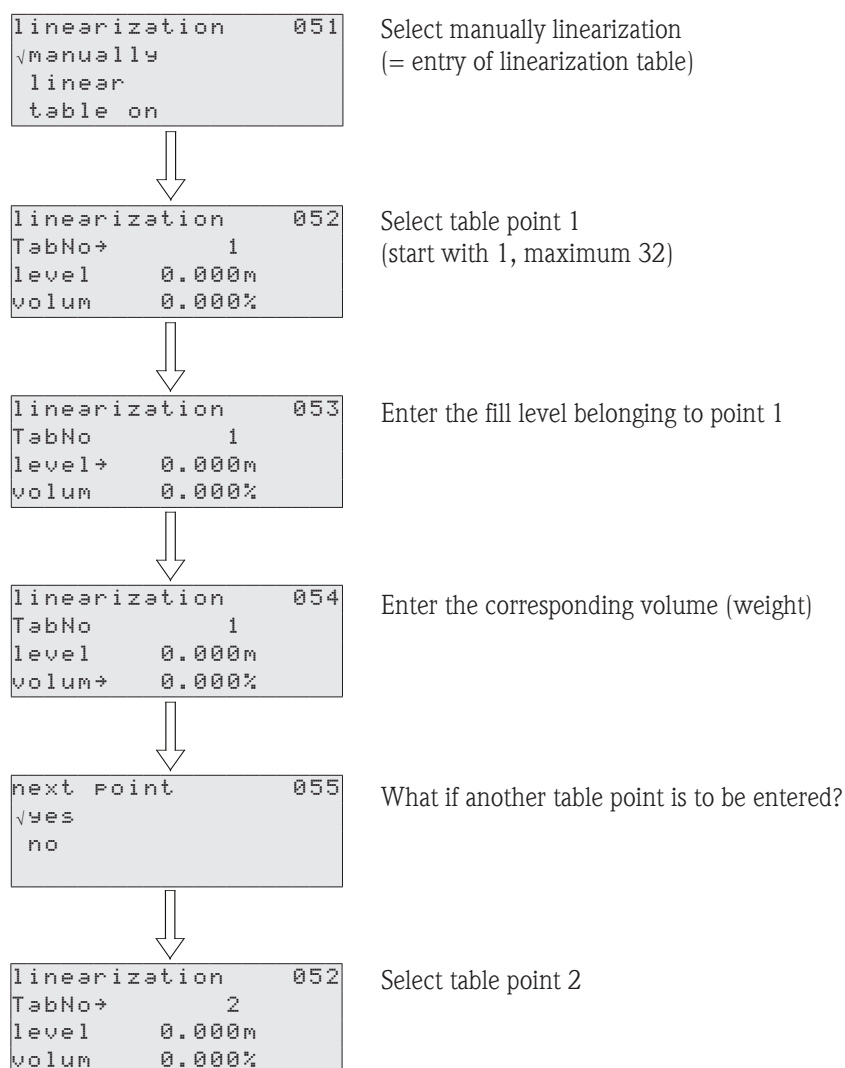 linearization 051
√manually
linear
table on
Select manually linearization
(= entry of linearization table)
linearization 052
TabNo→ 1
level 0.000m
volum 0.000%
Select table point 1
(start with 1, maximum 32)
linearization 053
TabNo 1
level→ 0.000m
volum 0.000%
Enter the fill level belonging to point 1
linearization 054
TabNo 1
level 0.000m
volum→ 0.000%
Enter the corresponding volume (weight)
next point 055
√yes
no
What if another table point is to be entered?
linearization 052
TabNo→ 2
level 0.000m
volum 0.000%
Select table point 2